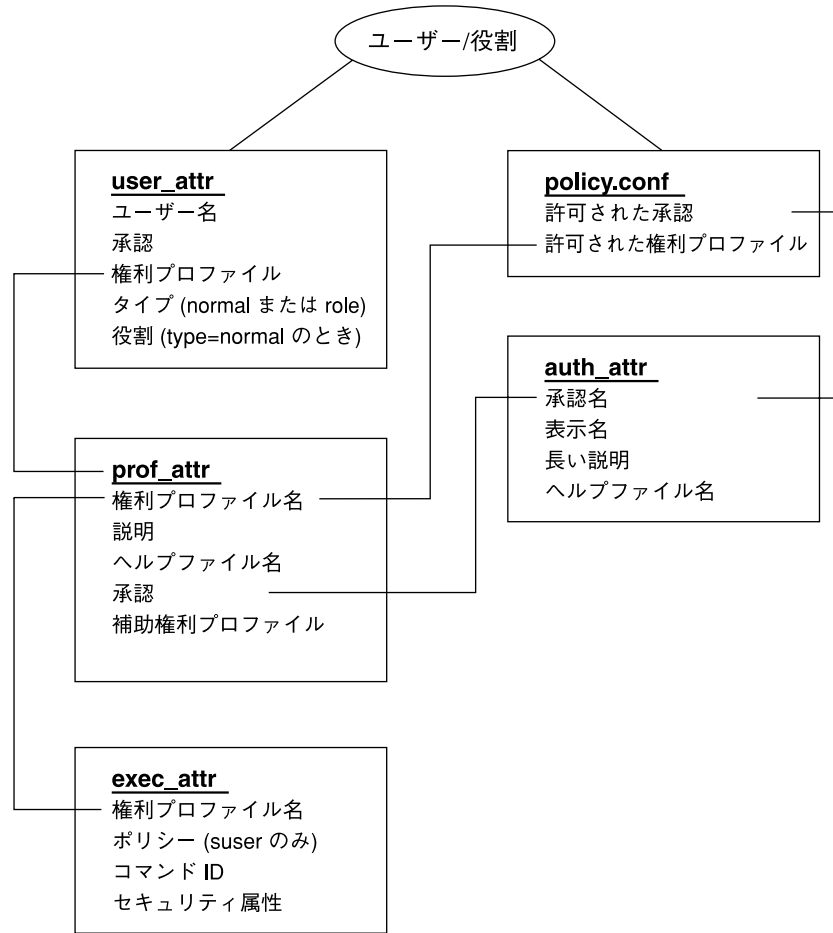 ユーザー/役割
user_attr
ユーザー名
承認
権利プロファイル
タイプ (normal または role)
役割 (type=normal のとき)
policy.conf
許可された承認
許可された権利プロファイル
auth_attr
承認名
表示名
長い説明
ヘルプファイル名
prof_attr
権利プロファイル名
説明
ヘルプファイル名
承認
補助権利プロファイル
exec_attr
権利プロファイル名
ポリシー (suser のみ)
コマンド ID
セキュリティ属性